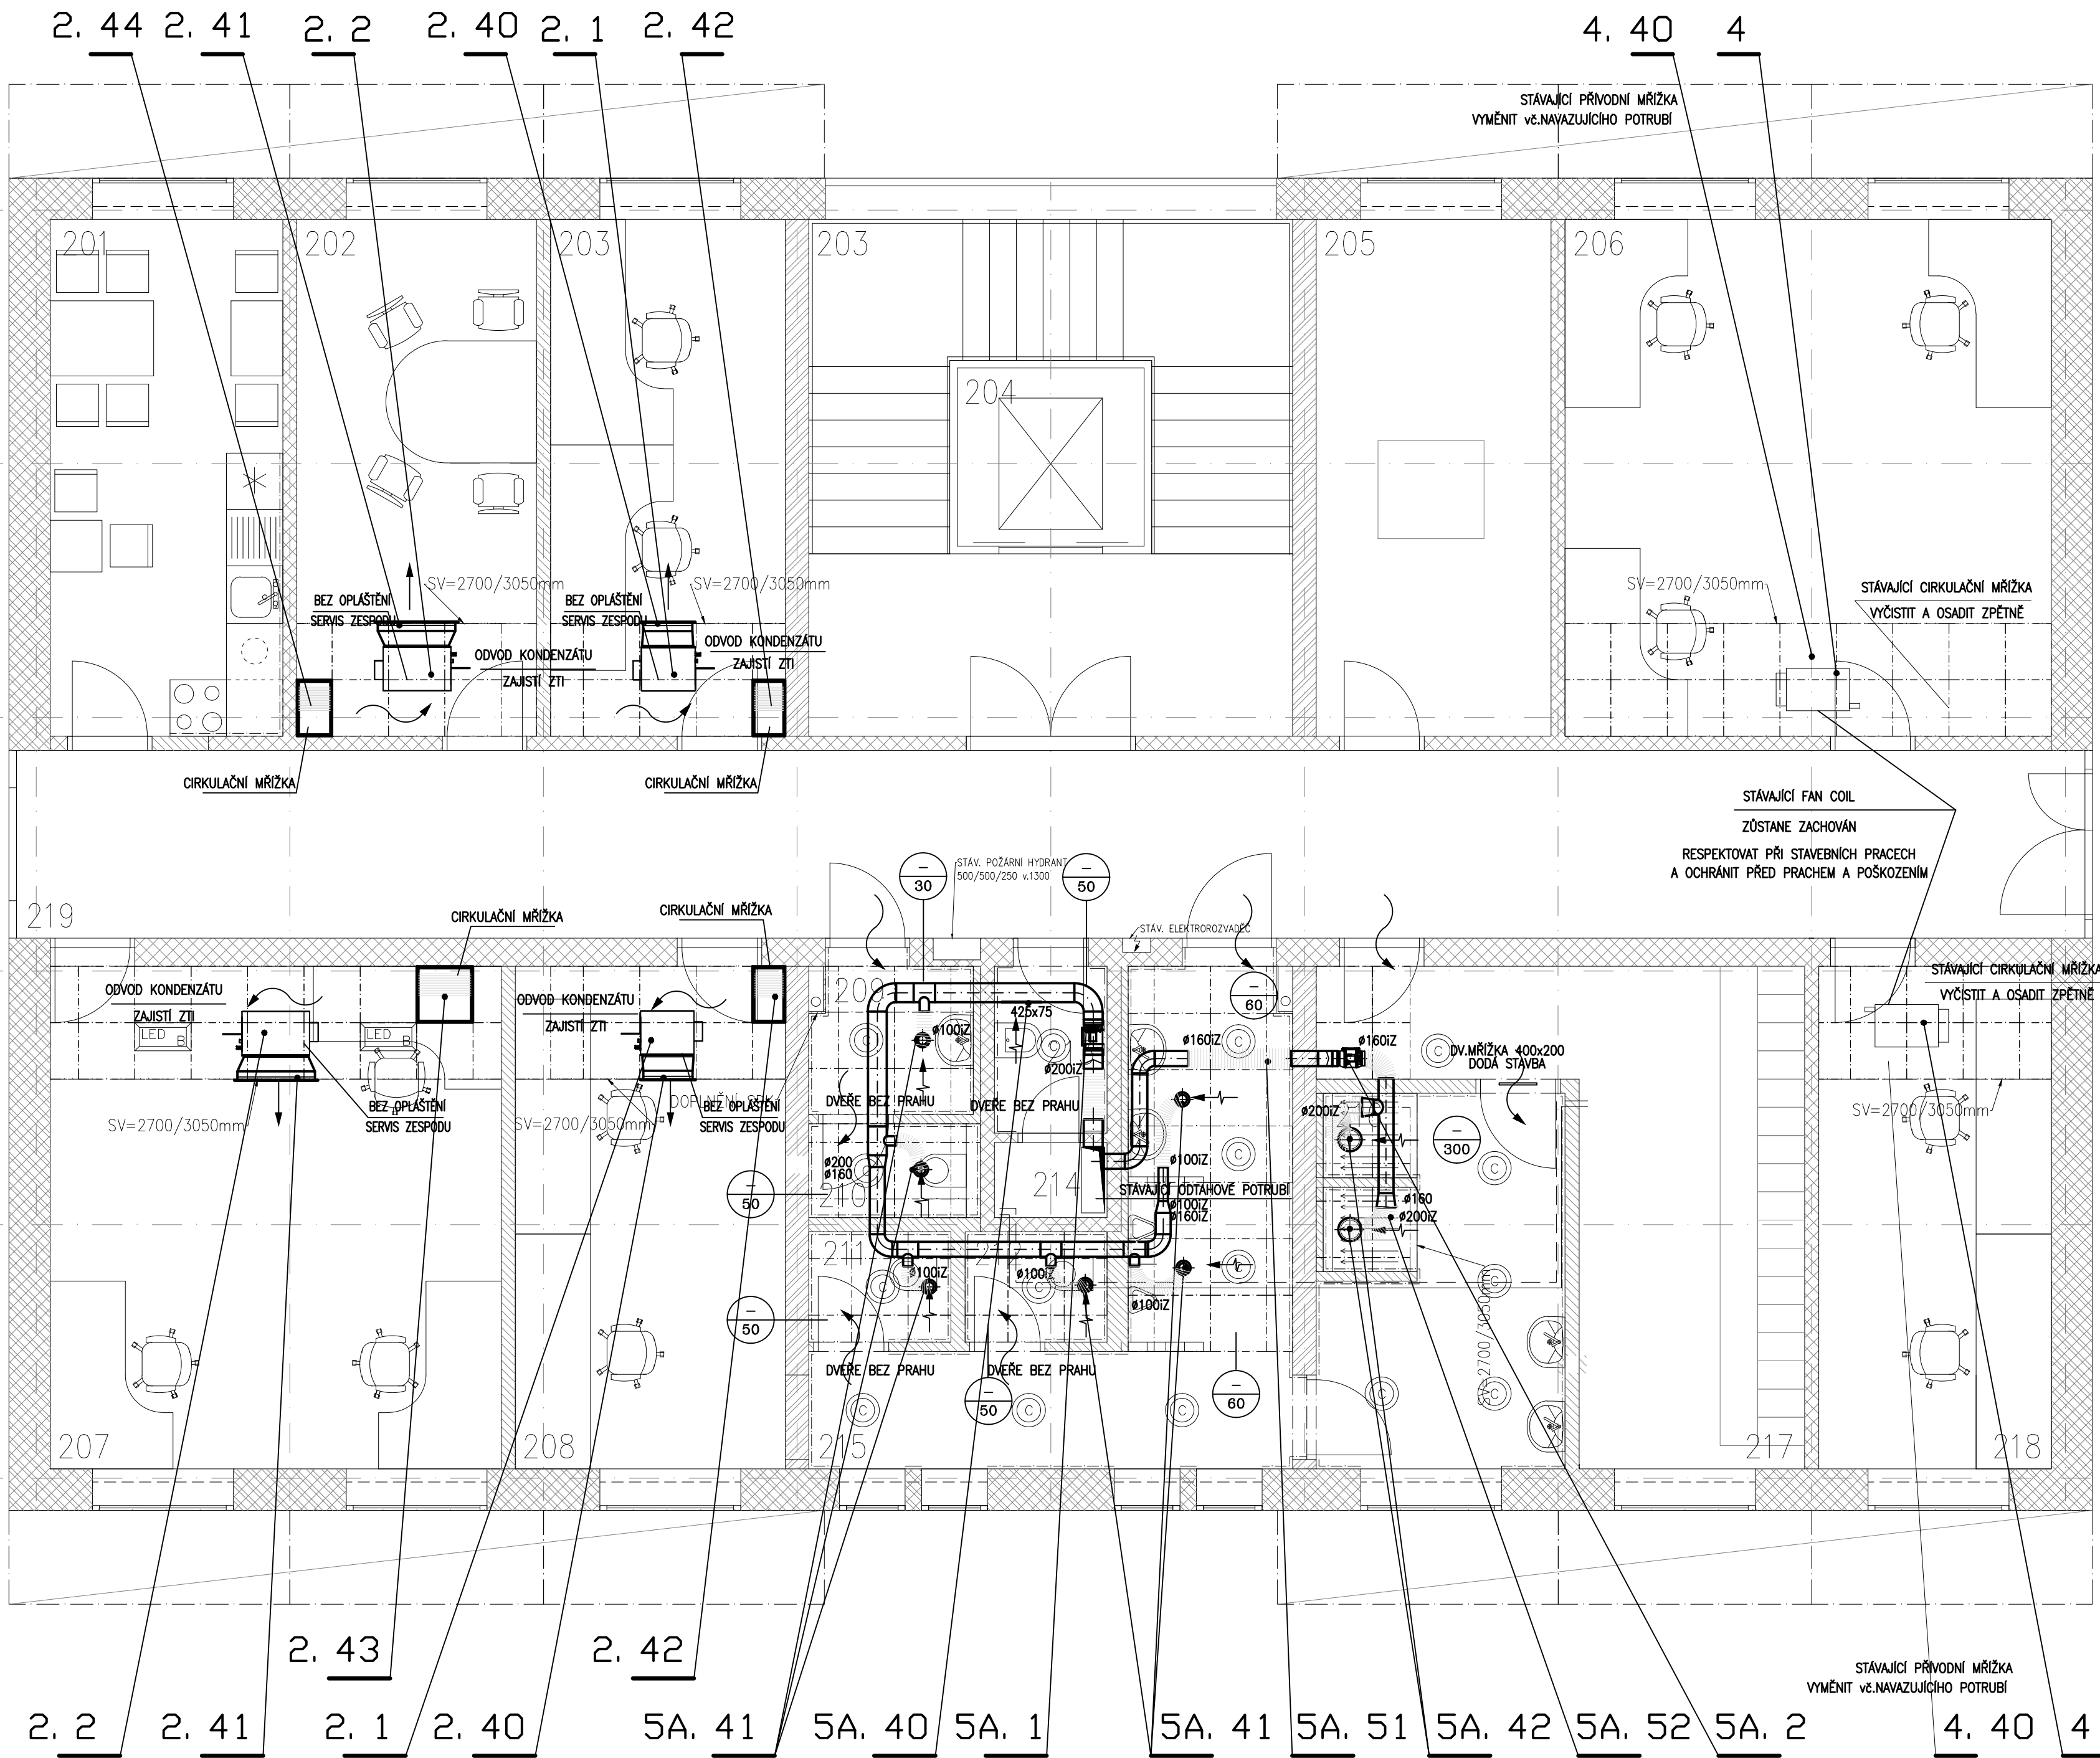 2. 44 2. 41 2. 2 2. 40 2. 1 2. 42 4. 40 4
STÁVAJÍCÍ PŘÍVODNÍ MŘÍŽKA
VYMĚNIT vč.NAVAZUJÍCÍHO POTRUBÍ
201 202 203 203 205 206
204
SV=2700/3050mm SV=2700/3050mm SV=2700/3050mm
BEZ OPLÁŠTĚNÍ
SERVIS ZESPODU
BEZ OPLÁŠTĚNÍ
SERVIS ZESPODU
STÁVAJÍCÍ CIRKULAČNÍ MŘÍŽKA
VYČISTIT A OSADIT ZPĚTNĚ
ODVOD KONDENZÁTU
ZAJISTÍ ZTI
ODVOD KONDENZÁTU
ZAJISTÍ ZTI
CIRKULAČNÍ MŘÍŽKA
CIRKULAČNÍ MŘÍŽKA
STÁVAJÍCÍ FAN COIL
ZŮSTANE ZACHOVÁN
RESPEKTOVAT PŘI STAVEBNÍCH PRACECH
A OCHRÁNIT PŘED PRACHEM A POŠKOZENÍM
–
30
STÁV. POŽÁRNÍ HYDRANT
500/500/250 v.1300
–
50
219
CIRKULAČNÍ MŘÍŽKA
CIRKULAČNÍ MŘÍŽKA
STÁV. ELEKTROROZVADĚČ
STÁVAJÍCÍ CIRKULAČNÍ MŘÍŽKA
VYČISTIT A OSADIT ZPĚTNĚ
ODVOD KONDENZÁTU
ZAJISTÍ ZTI
ODVOD KONDENZÁTU
ZAJISTÍ ZTI
209
–
60
425x75
LED B
LED B
ø100iZ
ø200iZ
ø160iZ
ø160iZ
C
DV.MŘÍŽKA 400x200
DODÁ STAVBA
BEZ OPLÁŠTĚNÍ
SERVIS ZESPODU
BEZ OPLÁŠTĚNÍ
SERVIS ZESPODU
DVEŘE BEZ PRAHU
DVEŘE BEZ PRAHU
SV=2700/3050mm
SV=2700/3050mm
SV=2700/3050mm
ø200iZ
–
300
ø200
ø160
ø100iZ
–
50
210
214
STÁVAJÍCÍ ODTAHOVÉ POTRUBÍ
ø100iZ
ø160iZ
ø160
ø200iZ
211
212
ø100iZ
ø100iZ
ø100iZ
–
50
SV=2700/3050mm
DVEŘE BEZ PRAHU
DVEŘE BEZ PRAHU
–
50
–
60
C C C C C
207 208 215 217 218
2. 43 2. 42
STÁVAJÍCÍ PŘÍVODNÍ MŘÍŽKA
VYMĚNIT vč.NAVAZUJÍCÍHO POTRUBÍ
2. 2 2. 41 2. 1 2. 40 5A. 41 5A. 40 5A. 1 5A. 41 5A. 51 5A. 42 5A. 52 5A. 2 4. 40 4